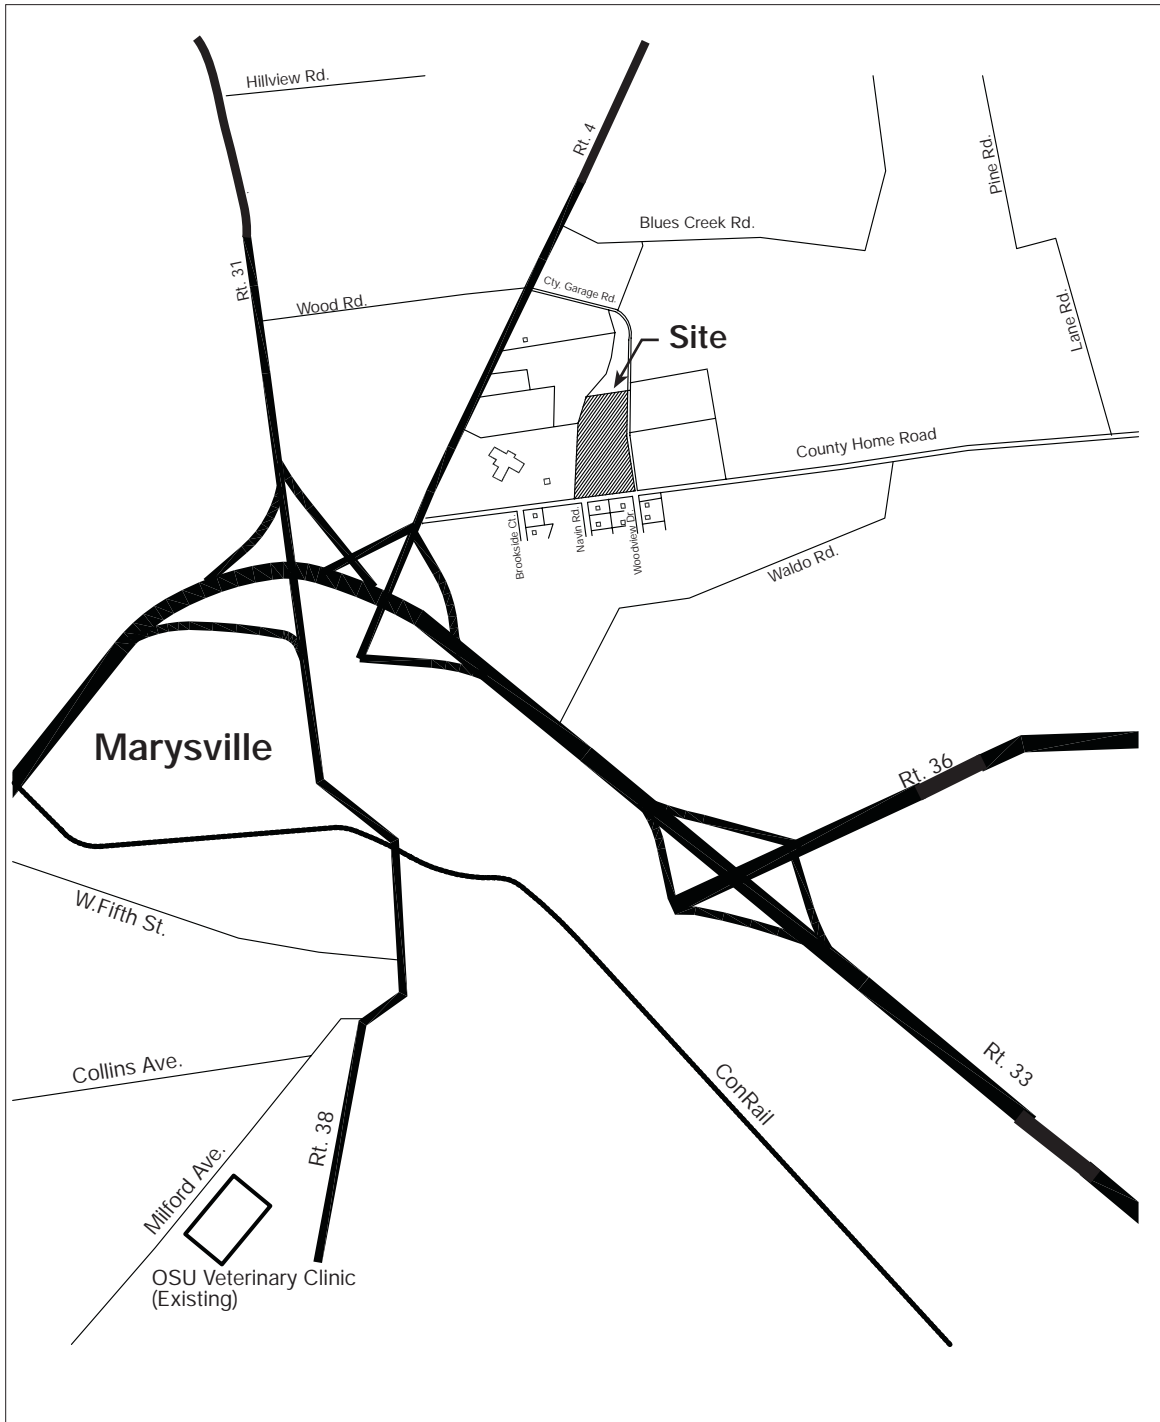 Hillview Rd.
Rt. 4
Pine Rd.
Blues Creek Rd.
Rt. 31
Cty. Garage Rd.
Wood Rd.
Site
Lane Rd.
County Home Road
Brookside Ct.
Navin Rd.
Woodview Dr.
Waldo Rd.
Marysville
Rt. 36
W.Fifth St.
Rt. 33
Collins Ave.
ConRail
Rt. 38
Milford Ave.
OSU Veterinary Clinic
(Existing)